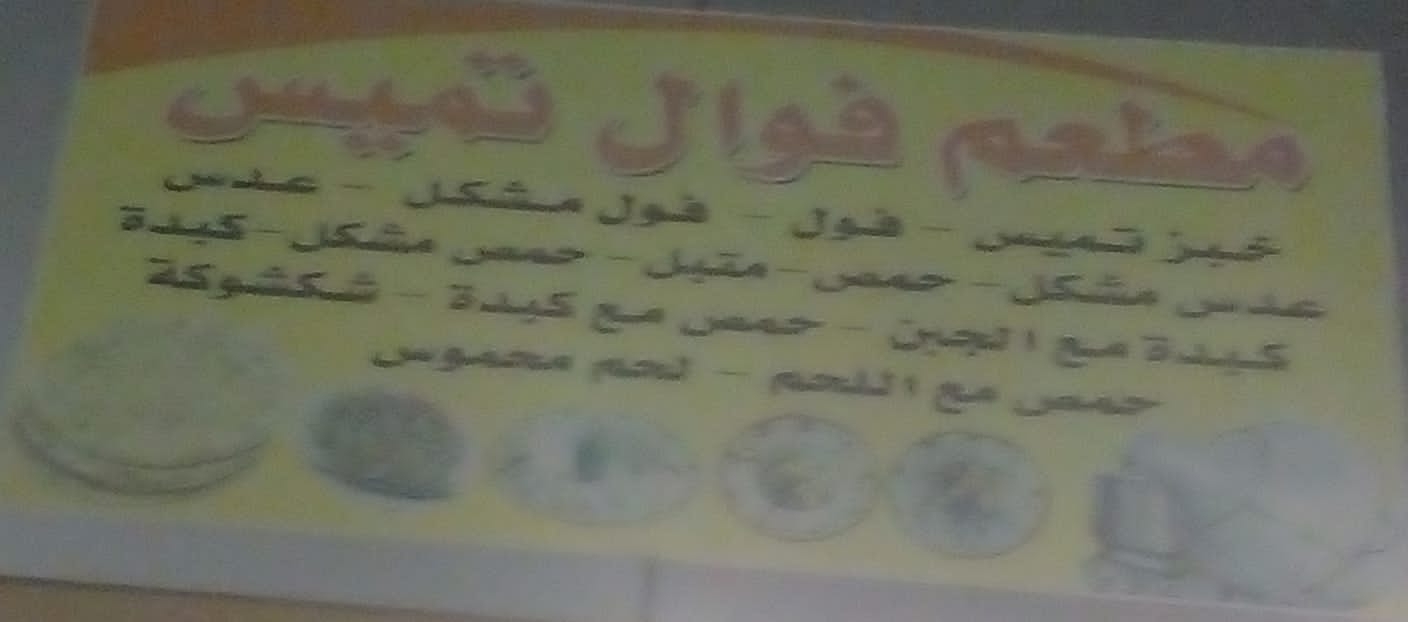 مطعم فوال تميس
خبز تميس - فول - فول مشكل - عدس
عدس مشكل - حمص - متبل - حمص مشكل - كبدة
كبدة مع الجبن - حمص مع كبدة - شكشوكة
حمص مع اللحم - لحم محموس